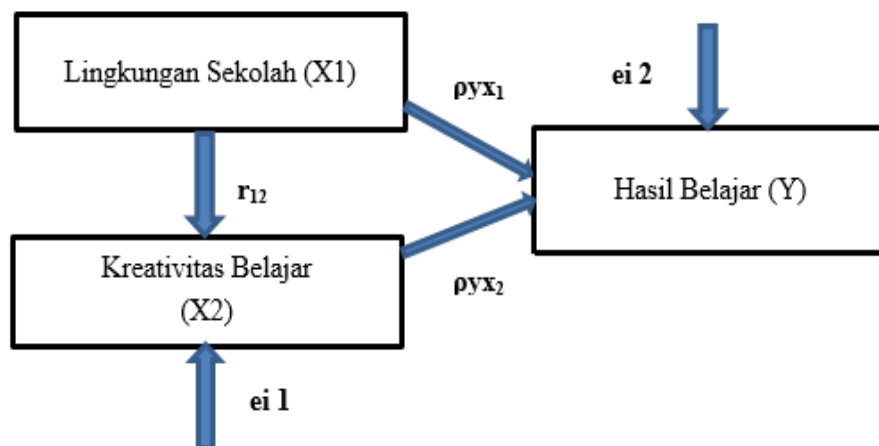 Lingkungan Sekolah (X1)
ρyx₁
ei 2
Hasil Belajar (Y)
r₁₂
Kreativitas Belajar
(X2)
ρyx₂
ei 1